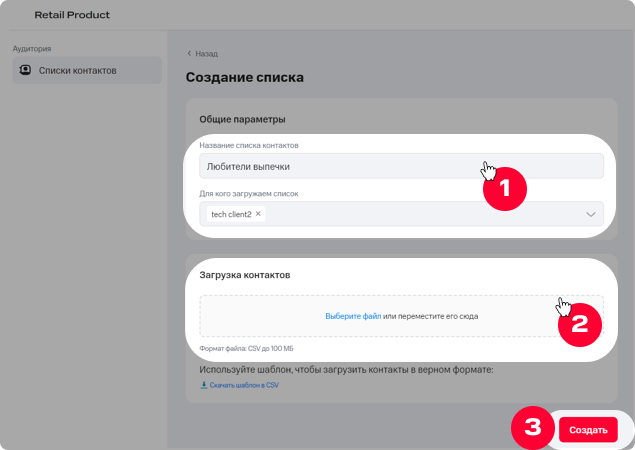 Retail Product
Аудитория
Списки контактов
Назад
Создание списка
Общие параметры
Название списка контактов
Любители выпечки
1
Для кого загружаем список
tech client2 ×
Загрузка контактов
Выберите файл или переместите его сюда
2
Формат файла: CSV до 100 МБ
Используйте шаблон, чтобы загрузить контакты в верном формате:
Скачать шаблон в CSV
3
Создать